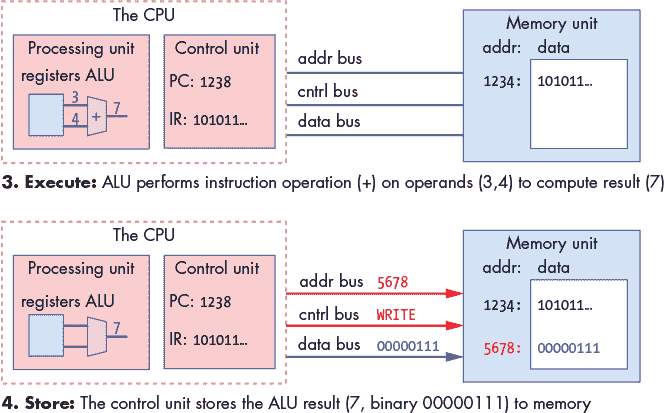 The CPU
Memory unit
Processing unit
Control unit
addr: data
registers ALU
PC: 1238
addr bus
1234: 101011...
3
4
+
7
cntrl bus
IR: 101011...
data bus
3. Execute: ALU performs instruction operation (+) on operands (3,4) to compute result (7)
The CPU
Memory unit
Processing unit
Control unit
addr: data
registers ALU
PC: 1238
addr bus 5678
1234: 101011...
7
cntrl bus WRITE
IR: 101011...
data bus 00000111
5678: 00000111
4. Store: The control unit stores the ALU result (7, binary 00000111) to memory